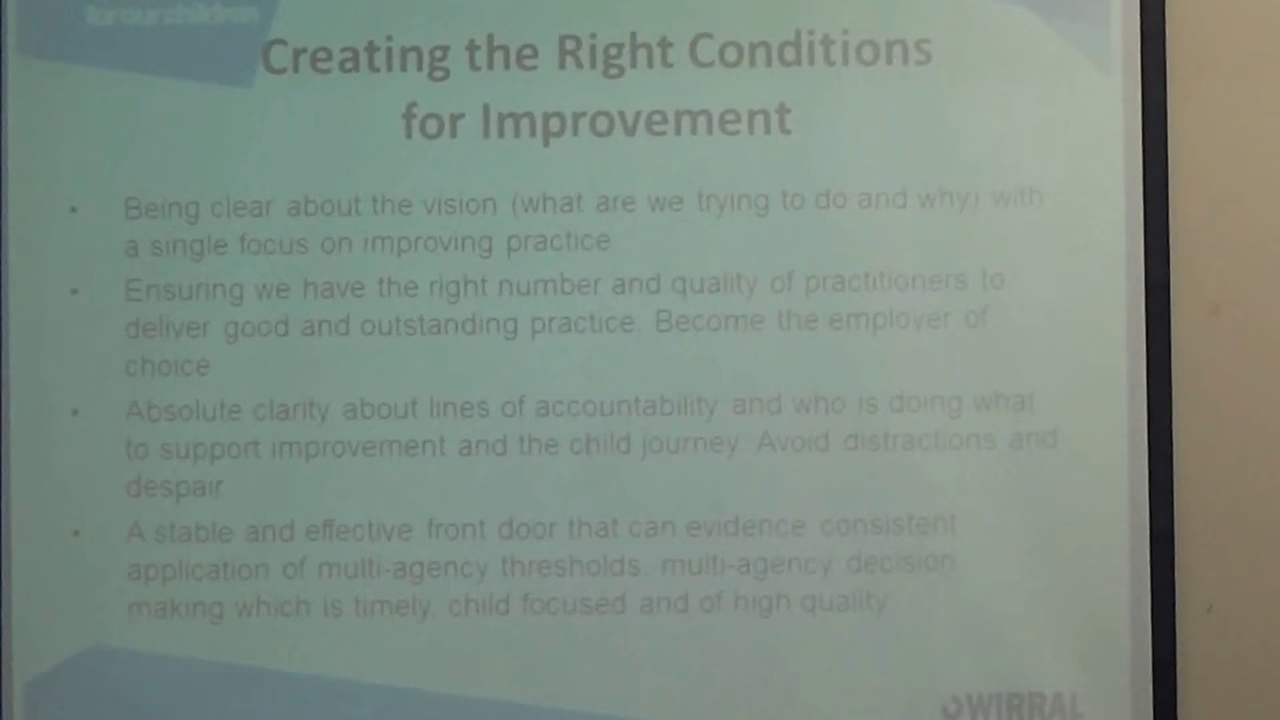 for our children
Creating the Right Conditions
for Improvement
• Being clear about the vision (what are we trying to do and why) with
a single focus on improving practice
• Ensuring we have the right number and quality of practitioners to
deliver good and outstanding practice. Become the employer of
choice
• Absolute clarity about lines of accountability and who is doing what
to support improvement and the child journey. Avoid distractions and
despair
• A stable and effective front door that can evidence consistent
application of multi-agency thresholds, multi-agency decision
making which is timely, child focused and of high quality
WIRRAL